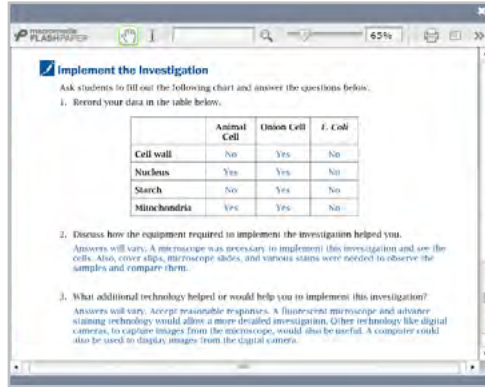 macromedia
FLASHPAPER
65%
Implement the Investigation
Ask students to fill out the following chart and answer the questions below.
1. Record your data in the table below.
Animal Cell Onion Cell E. Coli
Cell wall No Yes No
Nucleus Yes Yes No
Starch No Yes No
Mitochondria Yes Yes No
2. Discuss how the equipment required to implement the investigation helped you.
Answers will vary. A microscope was necessary to implement this investigation and see the
cells. Also, cover slips, microscope slides, and various stains were needed to observe the
samples and compare them.
3. What additional technology helped or would help you to implement this investigation?
Answers will vary. Accept reasonable responses. A fluorescent microscope and advance
staining technology would allow a more detailed investigation. Other technology like digital
cameras, to capture images from the microscope, would also be useful. A computer could
also be used to display images from the digital camera.